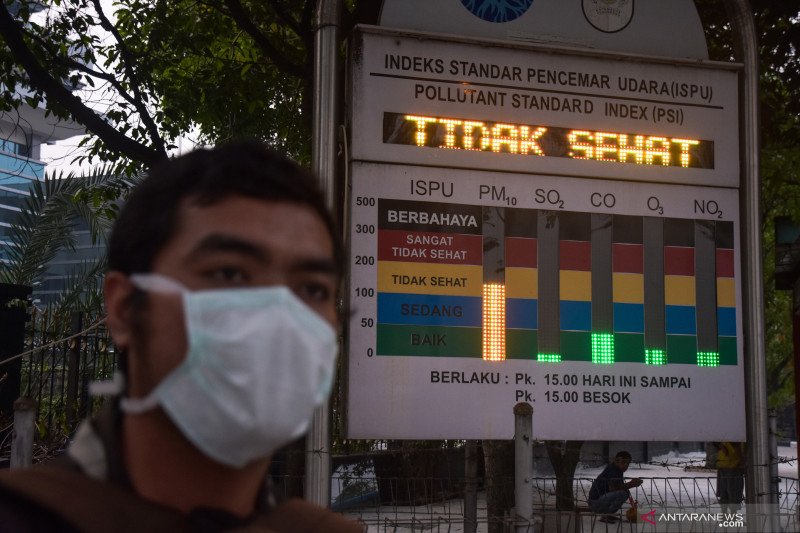 INDEKS STANDAR PENCEMAR UDARA(ISPU)
POLLUTANT STANDARD INDEX (PSI)
TIDAK SEHAT
ISPU PM10 SO2 CO O3 NO2
500
BERBAHAYA
300
SANGAT
TIDAK SEHAT
200
TIDAK SEHAT
100
SEDANG
50
BAIK
0
BERLAKU : Pk. 15.00 HARI INI SAMPAI
Pk. 15.00 BESOK
ANTARANEWS.com